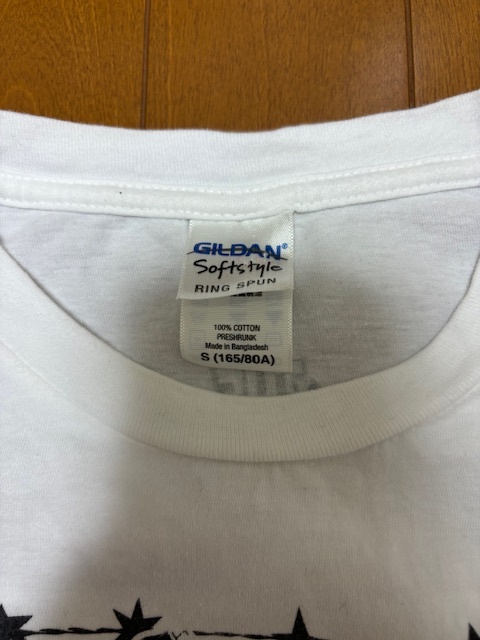 GILDAN®
Softstyle
RING SPUN
100% COTTON
PRESHRUNK
Made in Bangladesh
S (165/80A)